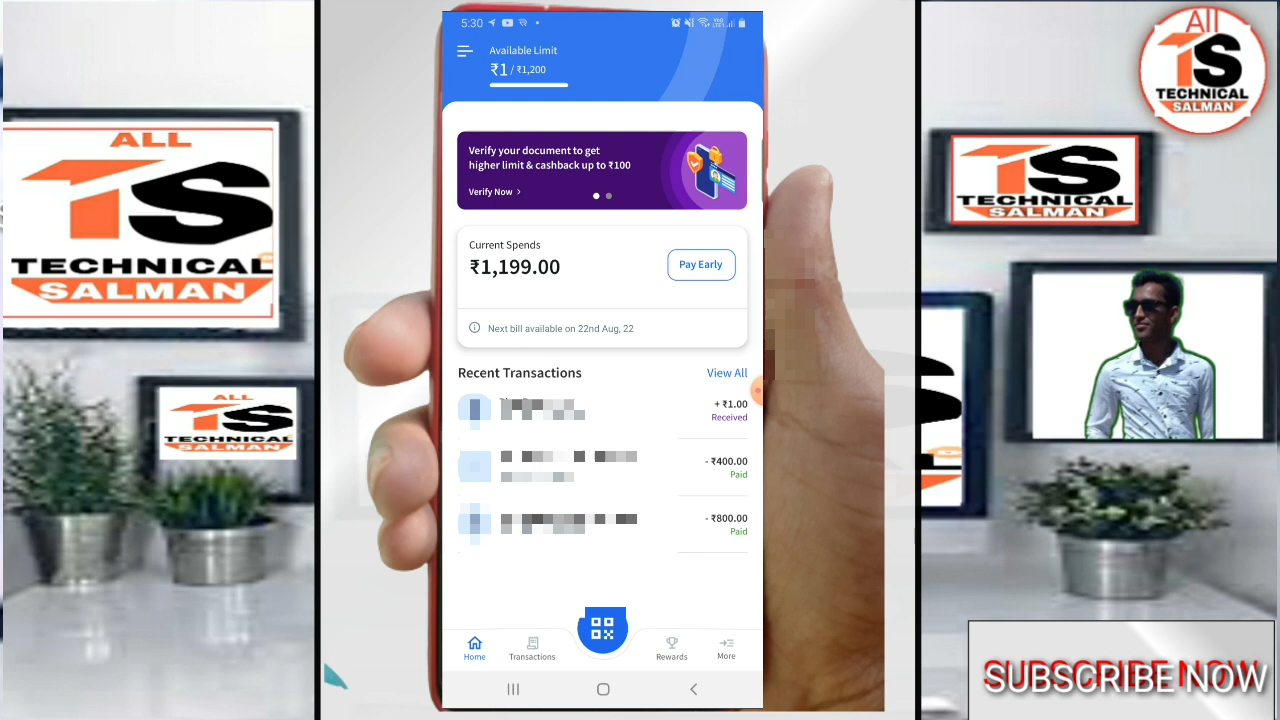 ALL
TS
TECHNICAL
SALMAN
ALL
TS
TECHNICAL
SALMAN
5:30
Available Limit
₹1 / ₹1,200
Verify your document to get
higher limit & cashback up to ₹100
Verify Now
Current Spends
₹1,199.00
Pay Early
Next bill available on 22nd Aug, 22
Recent Transactions
View All
+ ₹1.00
Received
- ₹400.00
Paid
- ₹800.00
Paid
Home
Transactions
Rewards
More
All
TS
TECHNICAL
SALMAN
TS
TECHNICAL
SALMAN
SUBSCRIBE NOW